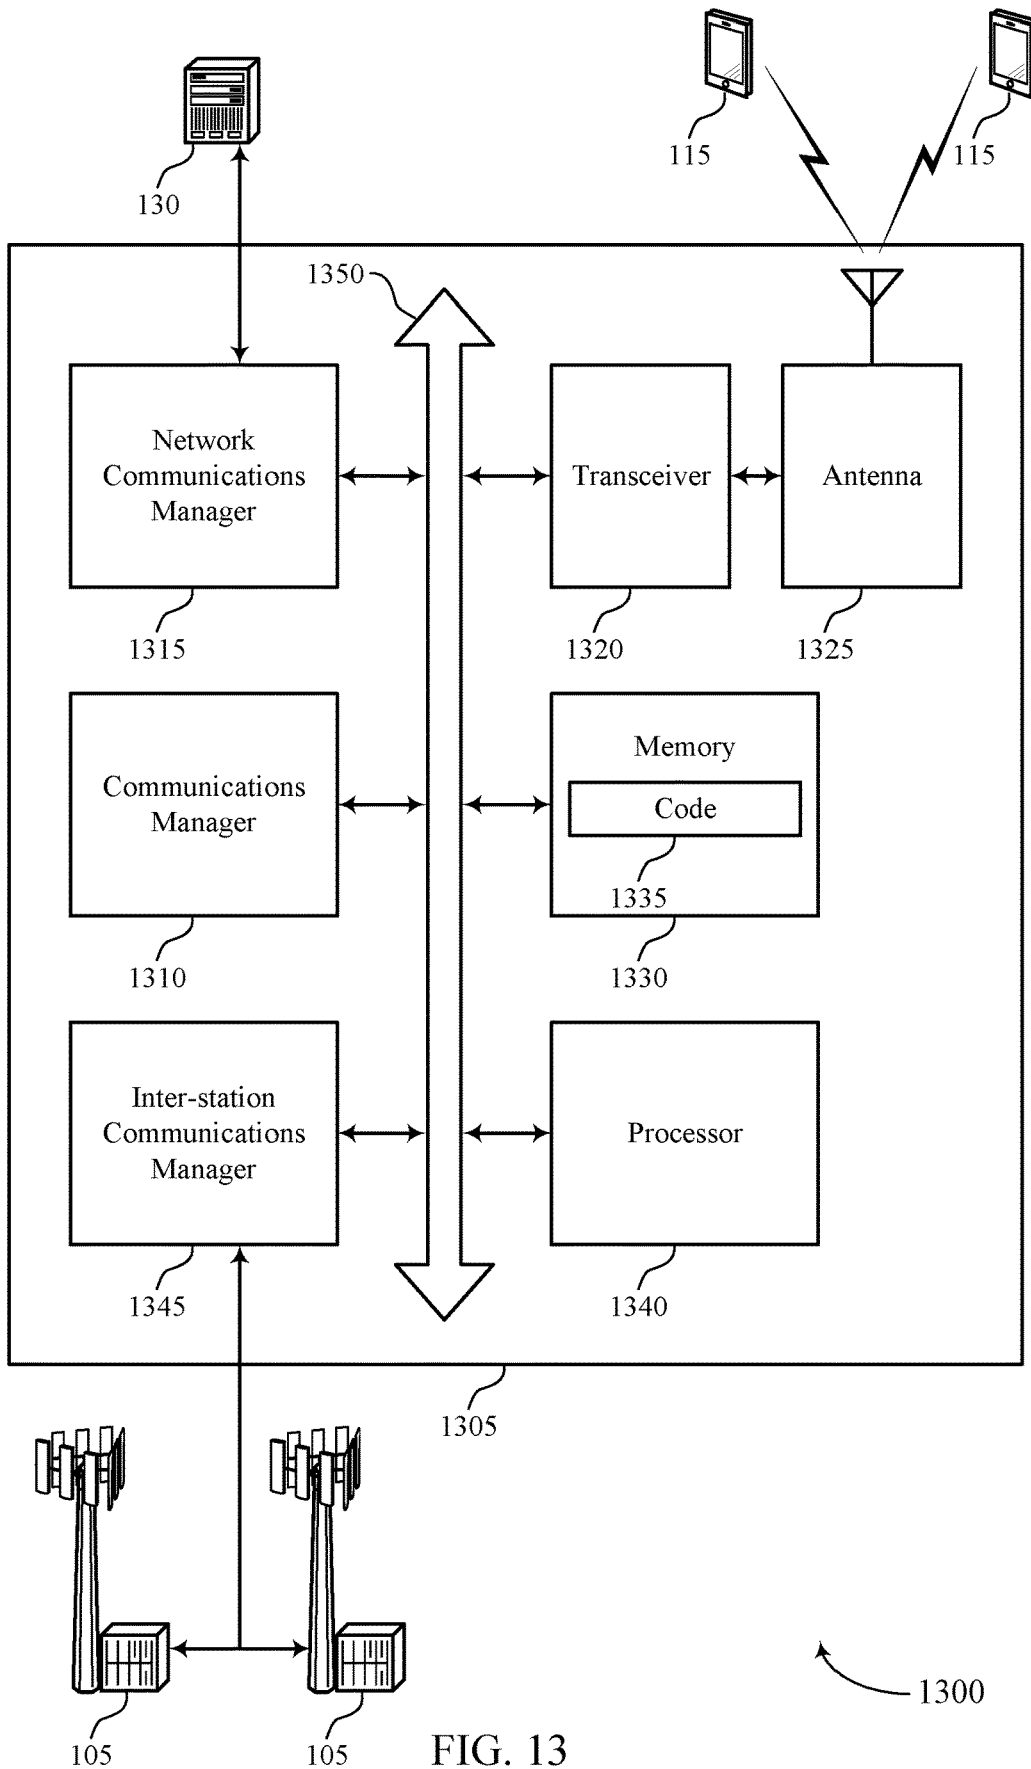 115
115
130
1350
Network
Communications
Manager
Transceiver
Antenna
1315
1320
1325
Communications
Manager
Memory
Code
1335
1310
1330
Inter-station
Communications
Manager
Processor
1345
1340
1305
105
105
1300
FIG. 13